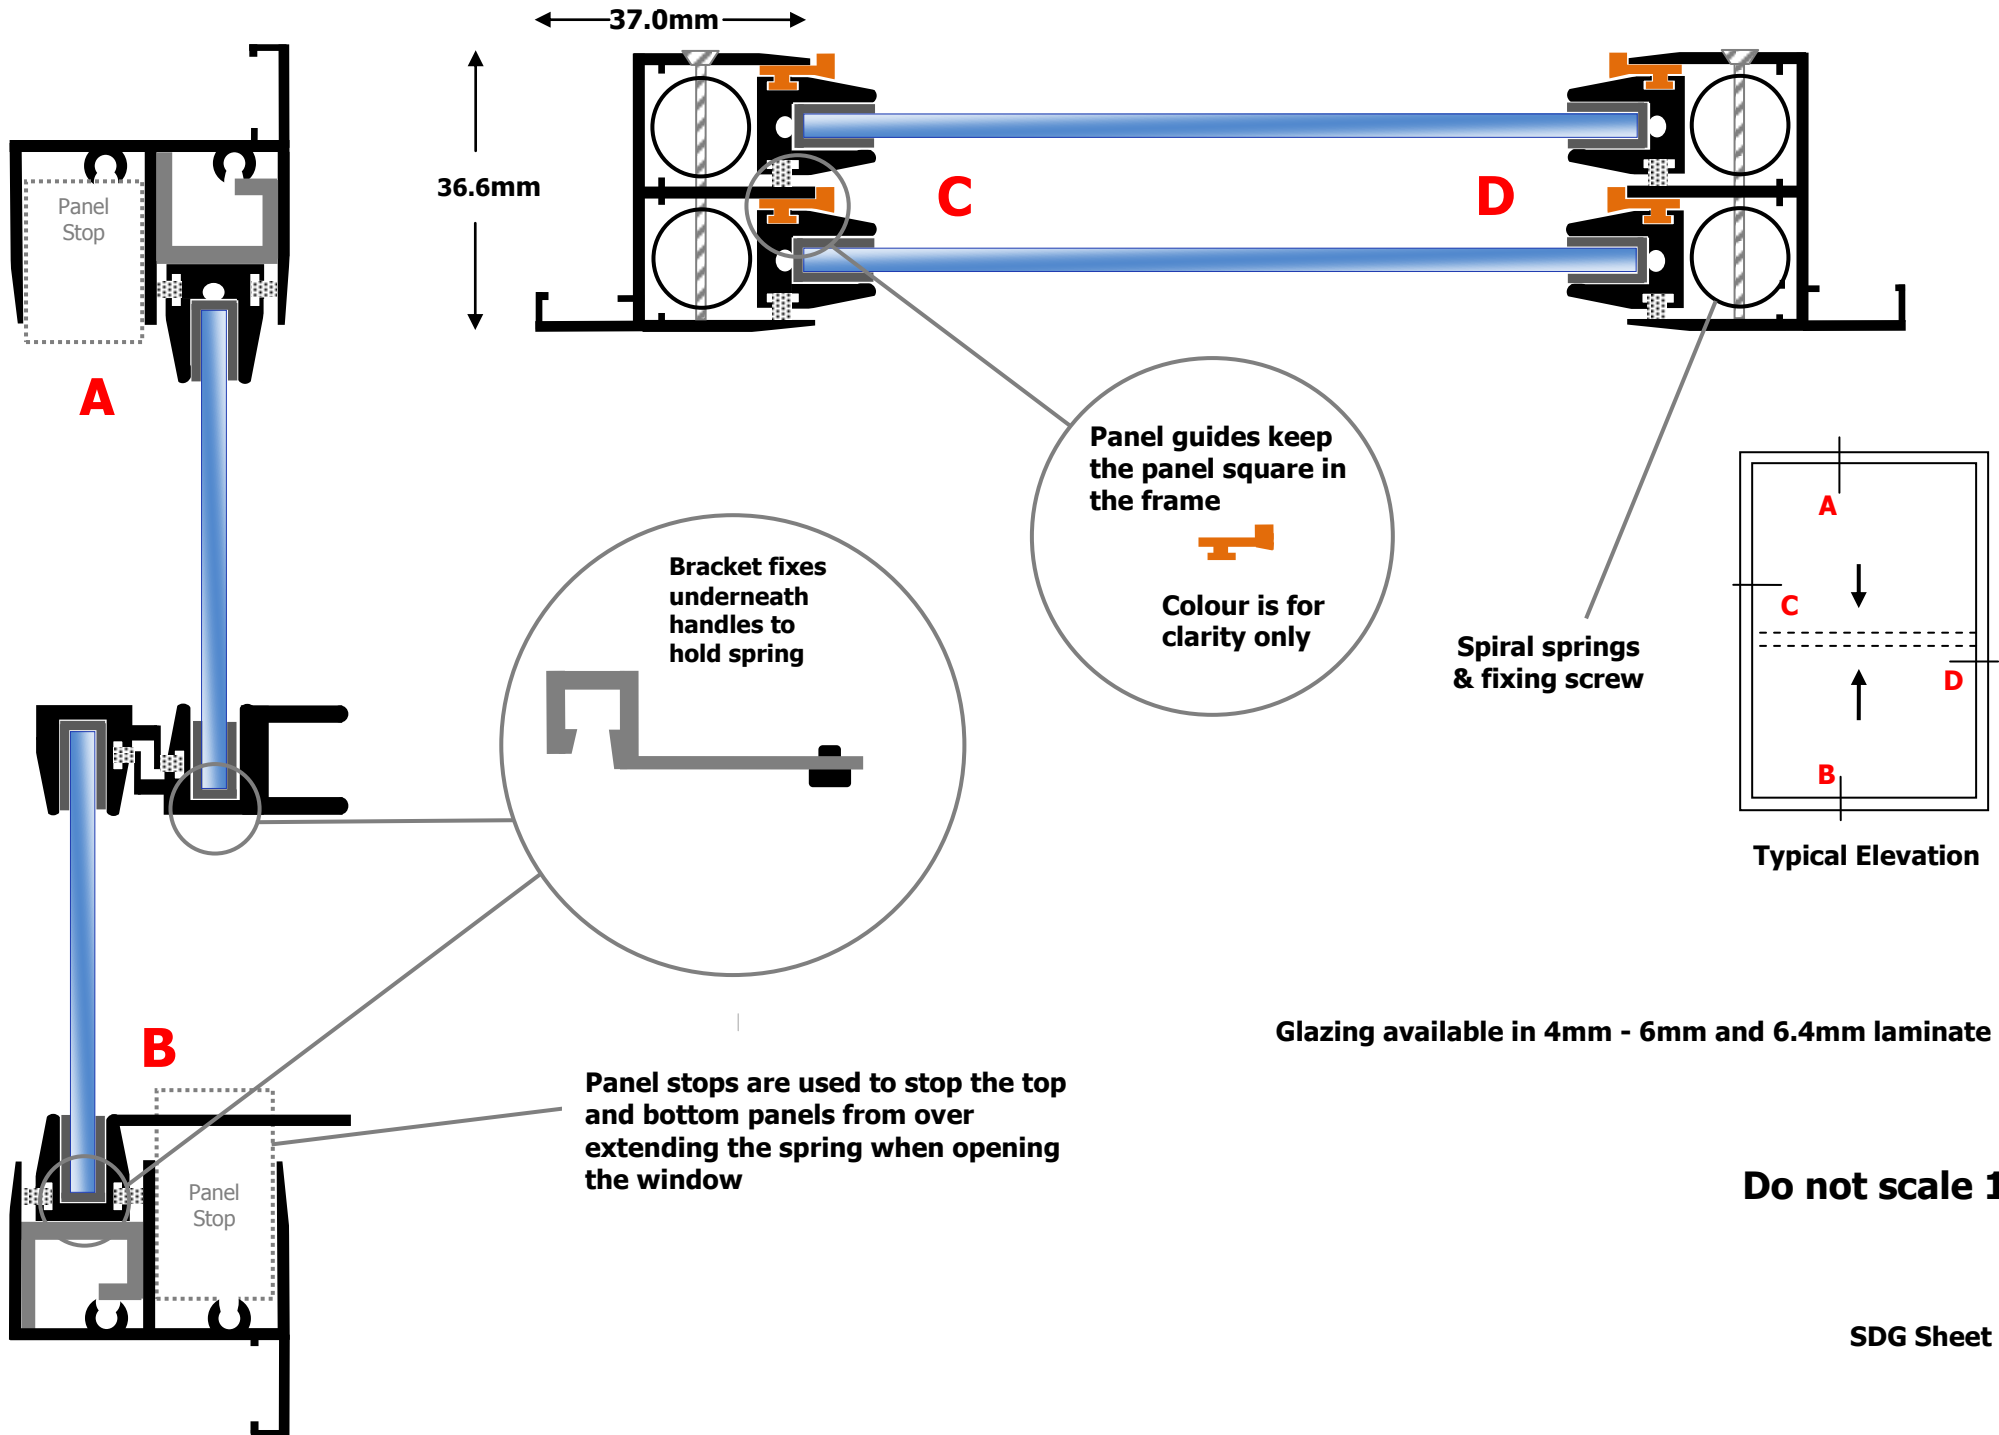 37.0mm
36.6mm
Panel
Stop
C
D
A
Panel guides keep
the panel square in
the frame
Colour is for
clarity only
Bracket fixes
underneath
handles to
hold spring
Spiral springs
& fixing screw
A
C
D
B
Typical Elevation
B
Glazing available in 4mm - 6mm and 6.4mm laminate
Panel stops are used to stop the top
and bottom panels from over
extending the spring when opening
the window
Panel
Stop
Do not scale 1
SDG Sheet